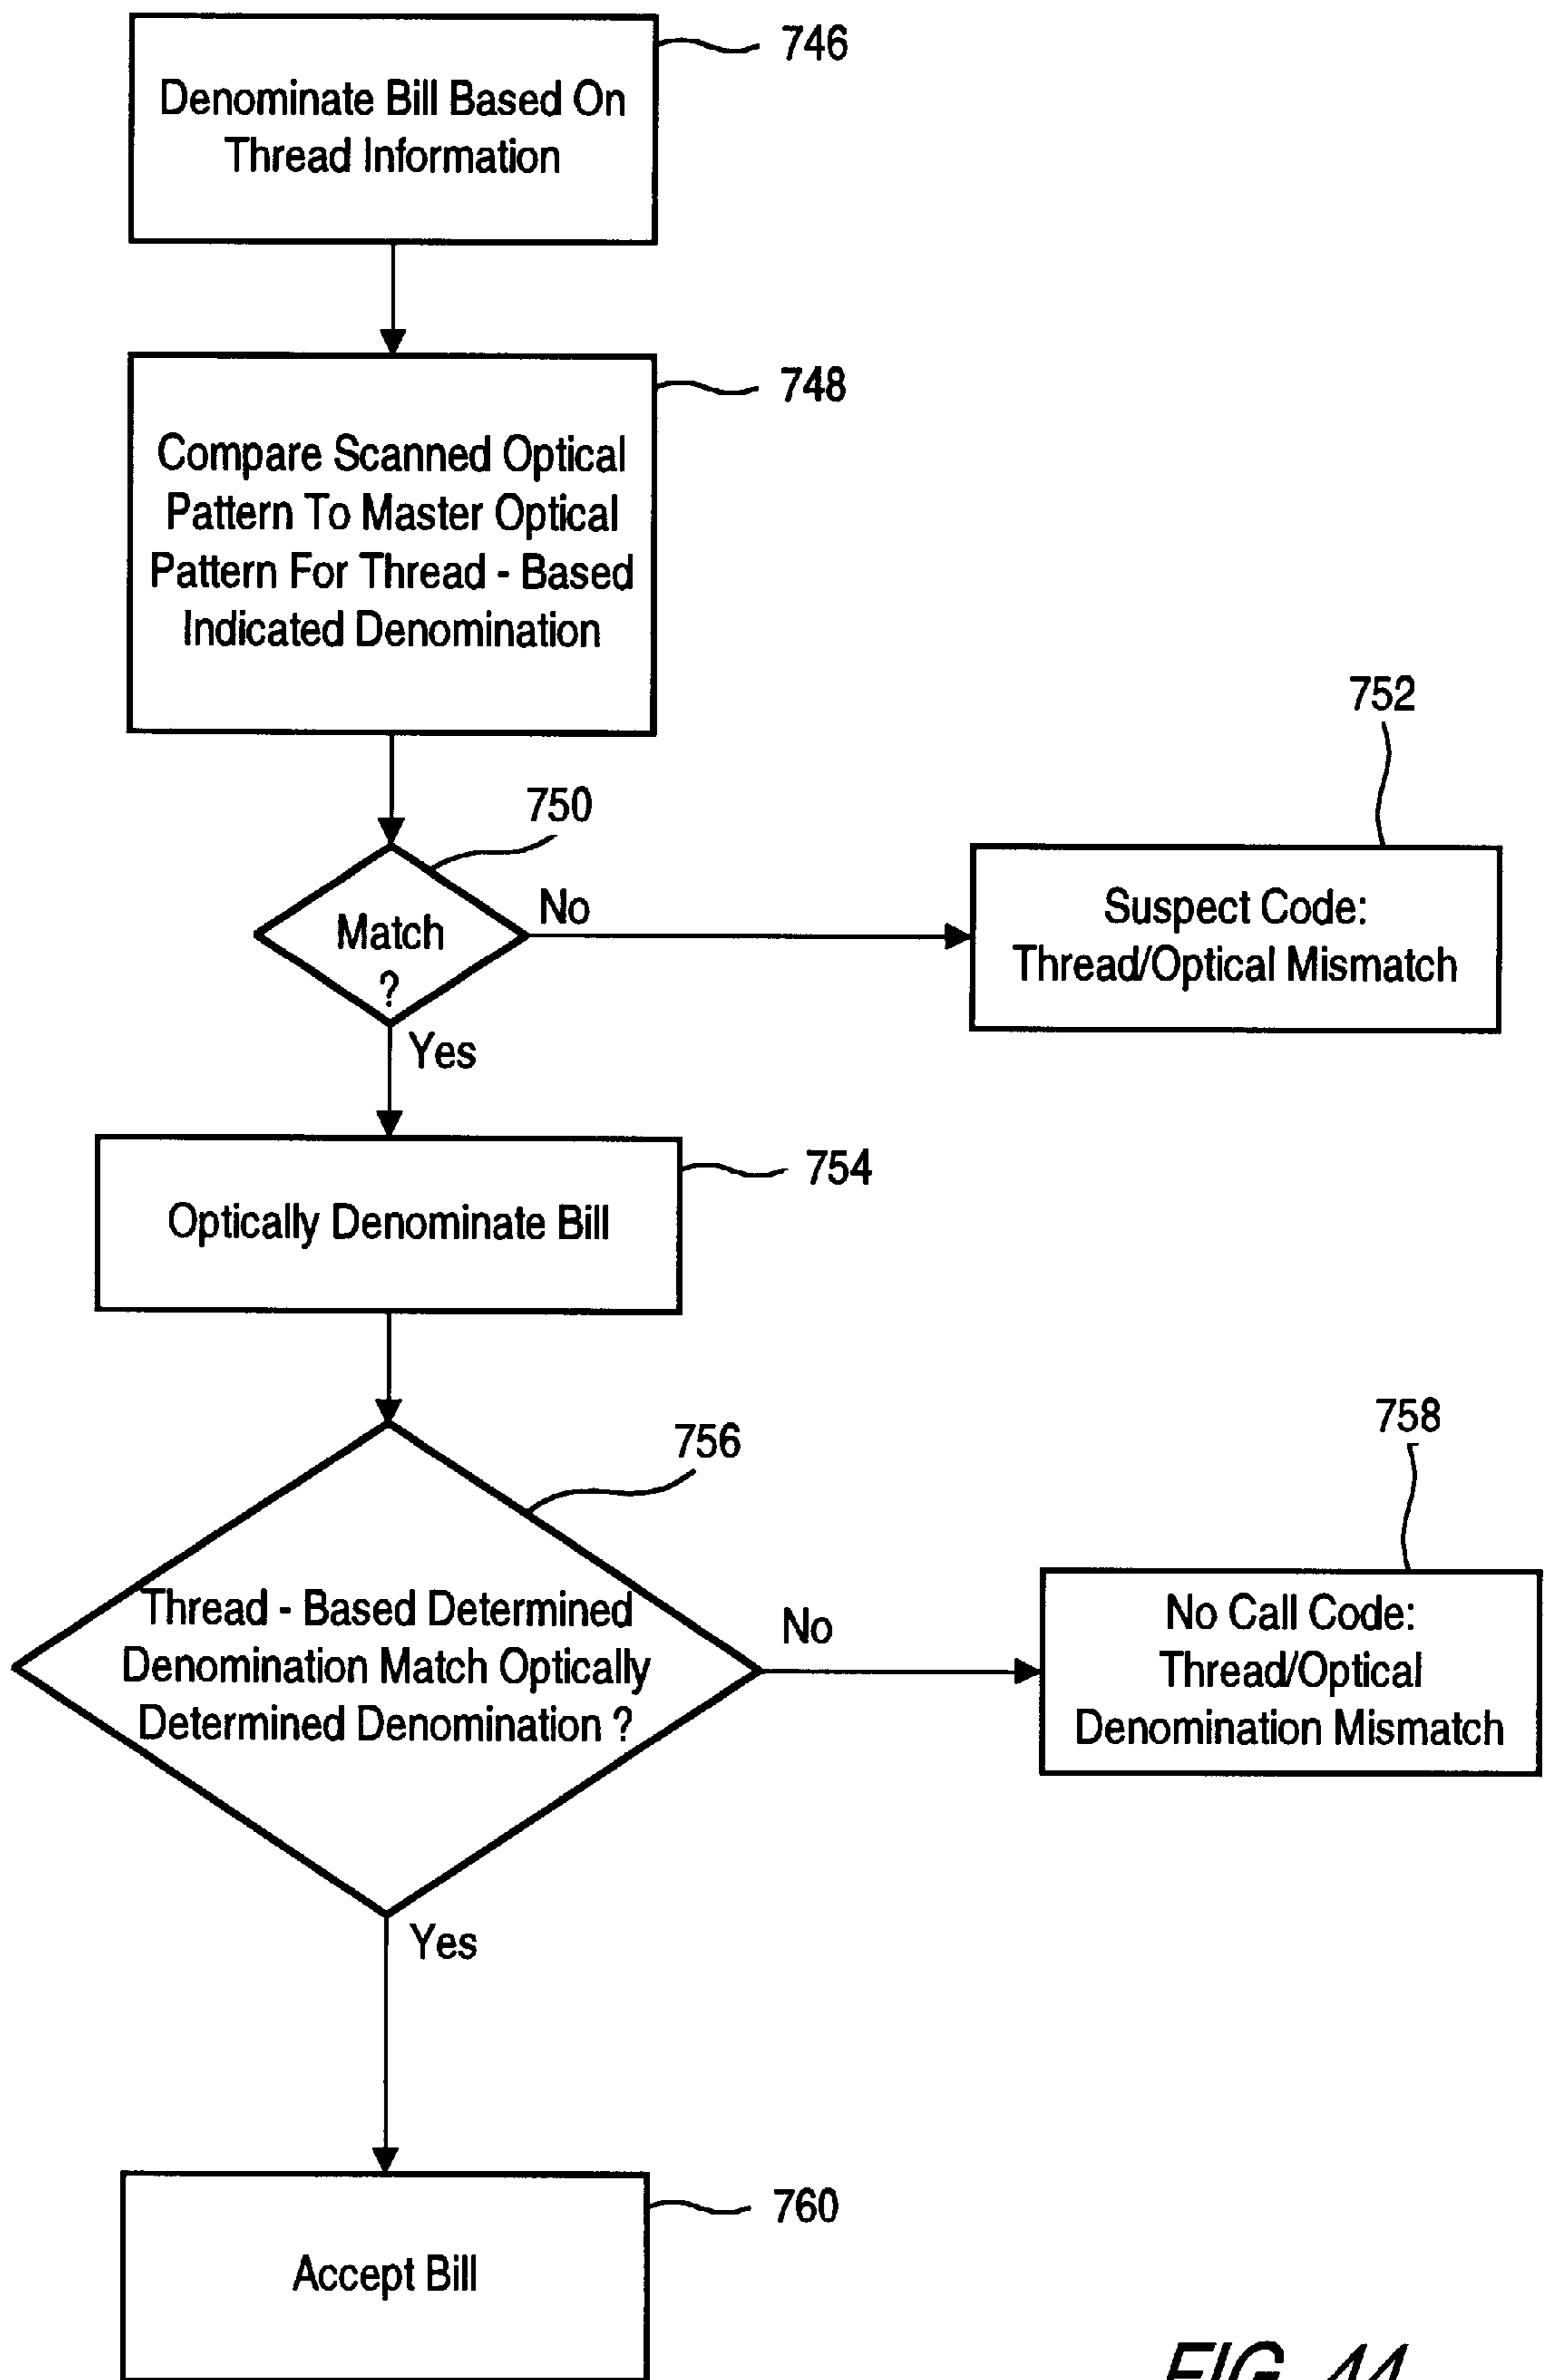 746
Denominate Bill Based On
Thread Information
748
Compare Scanned Optical
Pattern To Master Optical
Pattern For Thread - Based
Indicated Denomination
752
750
Match
?
No
Suspect Code:
Thread/Optical Mismatch
Yes
754
Optically Denominate Bill
758
756
Thread - Based Determined
Denomination Match Optically
Determined Denomination ?
No
No Call Code:
Thread/Optical
Denomination Mismatch
Yes
760
Accept Bill
FIG. 44